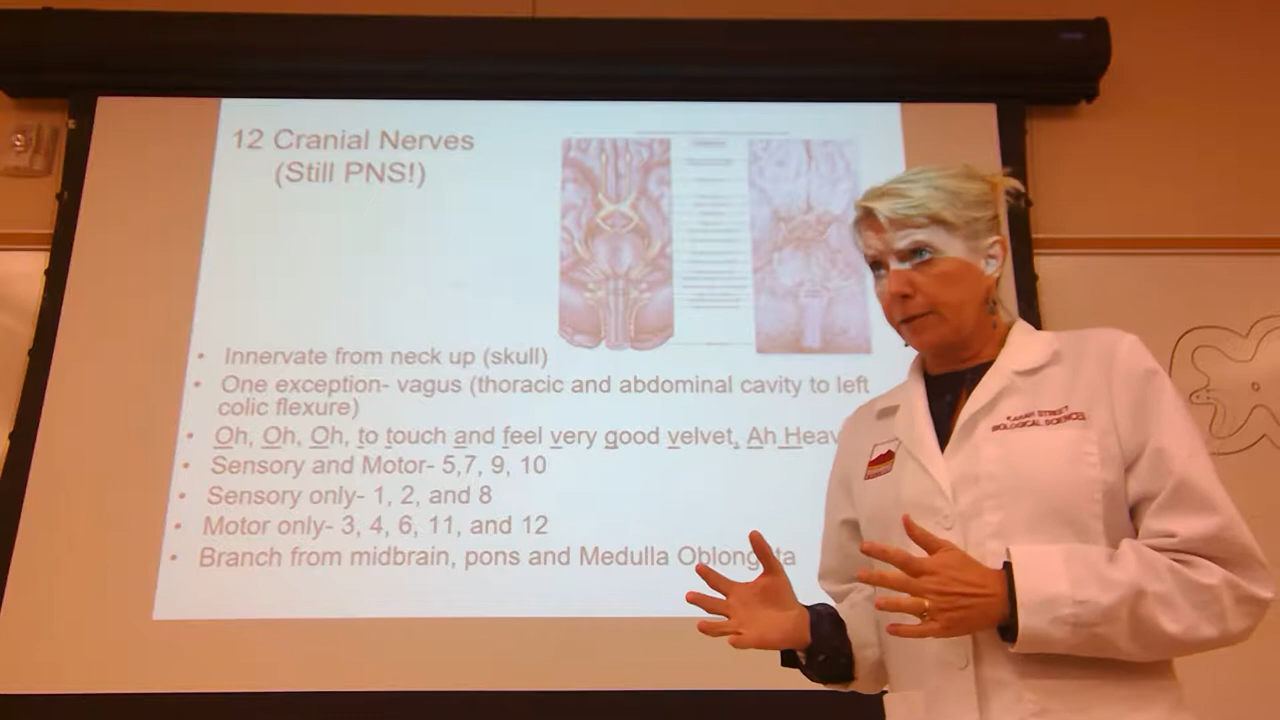 12 Cranial Nerves
(Still PNS!)
• Innervate from neck up (skull)
• One exception- vagus (thoracic and abdominal cavity to left
colic flexure)
• Oh, Oh, Oh, to touch and feel very good velvet, Ah Heav
• Sensory and Motor- 5,7, 9, 10
• Sensory only- 1, 2, and 8
• Motor only- 3, 4, 6, 11, and 12
• Branch from midbrain, pons and Medulla Oblongata
SARAH STREET
BIOLOGICAL SCIENCES